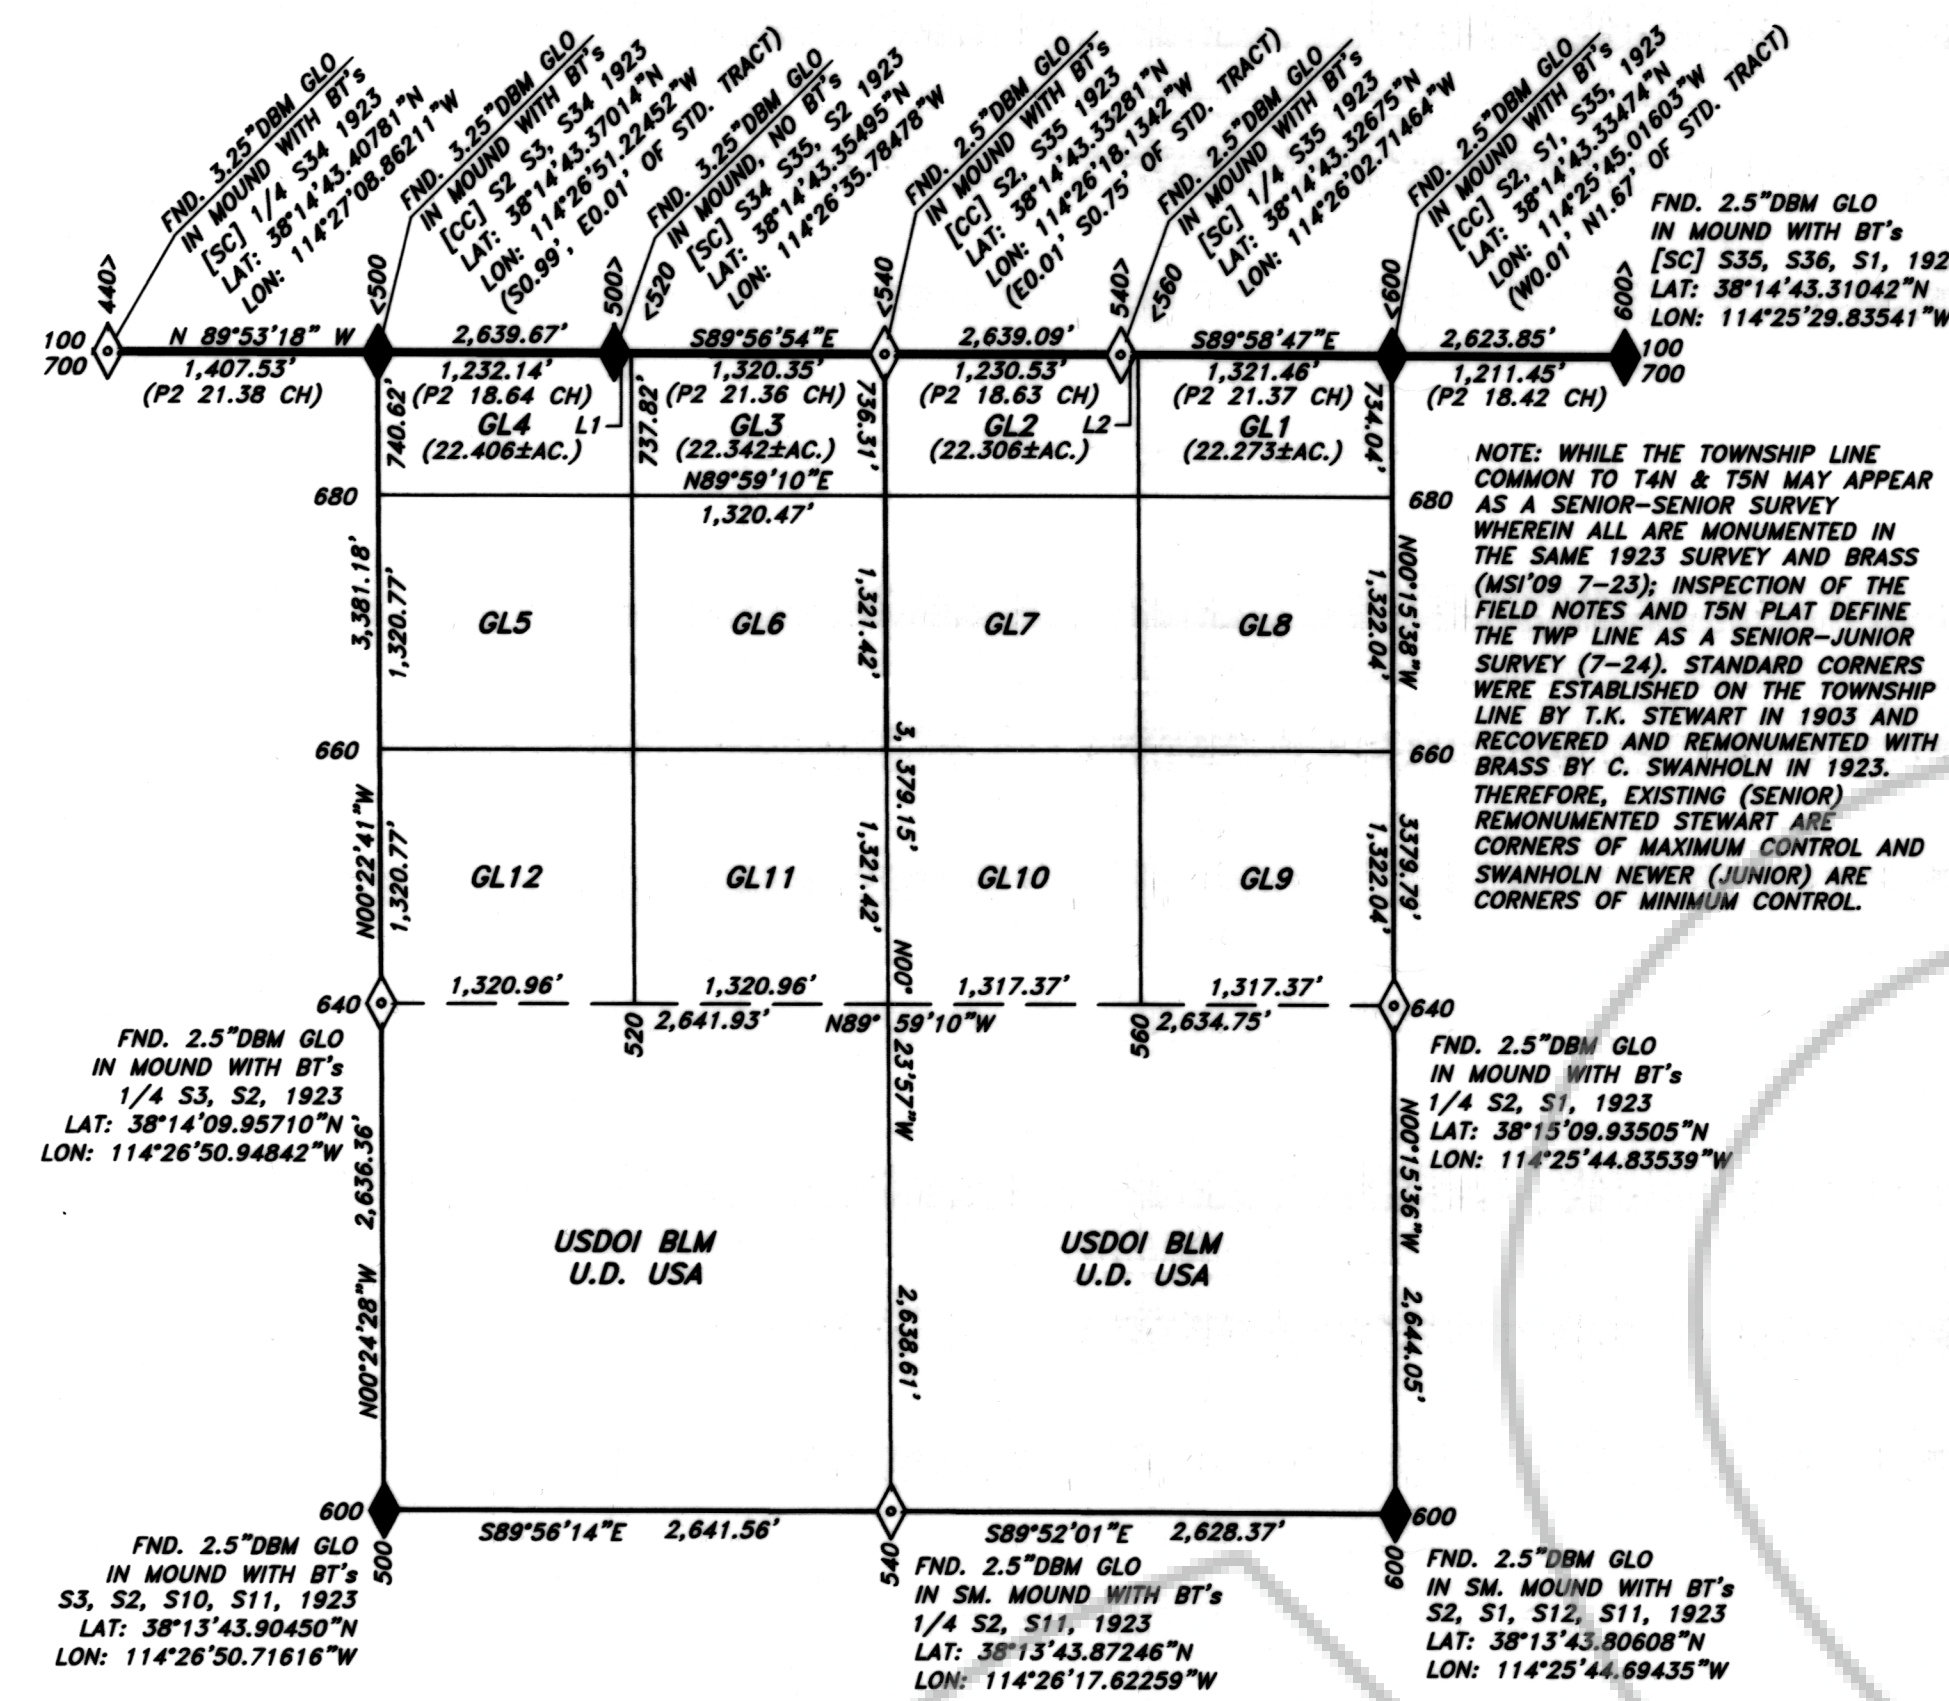 FND. 3.25"DBM GLO
IN MOUND WITH BT's
[SC] 1/4 S34 1923
LAT: 38°14'43.40781"N
LON: 114°27'08.86211"W
FND. 3.25"DBM GLO
IN MOUND WITH BT's
[CC] S2 S3, S34 1923
LAT: 38°14'43.37014"N
LON: 114°26'51.22452"W
(S0.99', E0.01' OF STD. TRACT)
FND. 3.25"DBM GLO
IN MOUND, NO BT's
[SC] S34 S35, S2 1923
LAT: 38°14'43.35495"N
LON: 114°26'35.78478"W
FND. 2.5"DBM GLO
IN MOUND WITH BT's
[CC] S2, S35 1923
LAT: 38°14'43.33281"N
LON: 114°26'18.1342"W
(E0.01' S0.75' OF STD. TRACT)
FND. 2.5"DBM GLO
IN MOUND WITH BT's
[SC] 1/4 S35 1923
LAT: 38°14'43.32675"N
LON: 114°26'02.71464"W
FND. 2.5"DBM GLO
IN MOUND WITH BT's
[CC] S2, S1, S35, 1923
LAT: 38°14'43.33474"N
LON: 114°25'45.01603"W
(W0.01' N1.67' OF STD. TRACT)
FND. 2.5"DBM GLO
IN MOUND WITH BT's
[SC] S35, S36, S1, 192
LAT: 38°14'43.31042"N
LON: 114°25'29.83541"W
440> <500 500> <520 <540 540> <560 600> <600
100 N 89°53'18" W 2,639.67' S89°56'54"E 2,639.09' S89°58'47"E 2,623.85' 100
700 1,407.53' 1,232.14' 1,320.35' 1,230.53' 1,321.46' 1,211.45' 700
(P2 21.38 CH) (P2 18.64 CH) (P2 21.36 CH) (P2 18.63 CH) (P2 21.37 CH) (P2 18.42 CH)
740.62' GL4 L1 737.82' GL3 736.31' GL2 L2 GL1 734.04'
(22.406±AC.) (22.342±AC.) (22.306±AC.) (22.273±AC.)
N89°59'10"E
680 1,320.47' 680
NOTE: WHILE THE TOWNSHIP LINE
COMMON TO T4N & T5N MAY APPEAR
AS A SENIOR-SENIOR SURVEY
WHEREIN ALL ARE MONUMENTED IN
THE SAME 1923 SURVEY AND BRASS
(MSI'09 7-23); INSPECTION OF THE
FIELD NOTES AND T5N PLAT DEFINE
THE TWP LINE AS A SENIOR-JUNIOR
SURVEY (7-24). STANDARD CORNERS
WERE ESTABLISHED ON THE TOWNSHIP
LINE BY T.K. STEWART IN 1903 AND
RECOVERED AND REMONUMENTED WITH
BRASS BY C. SWANHOLN IN 1923.
THEREFORE, EXISTING (SENIOR)
REMONUMENTED STEWART ARE
CORNERS OF MAXIMUM CONTROL AND
SWANHOLN NEWER (JUNIOR) ARE
CORNERS OF MINIMUM CONTROL.
3,381.18' 1,320.77' GL5 GL6 1,321.42' GL7 GL8 1,322.04' N00°15'38"W
660 660
N00°22'41"W 1,320.77' GL12 GL11 1,321.42' 3, 379.15' GL10 GL9 1,322.04' 3379.79'
1,320.96' 1,320.96' N00° 1,317.37' 1,317.37'
640 640
520 2,641.93' N89° 59'10"W 560 2,634.75'
23'57"W
FND. 2.5"DBM GLO
IN MOUND WITH BT's
1/4 S3, S2, 1923
LAT: 38°14'09.95710"N
LON: 114°26'50.94842"W
FND. 2.5"DBM GLO
IN MOUND WITH BT's
1/4 S2, S1, 1923
LAT: 38°15'09.93505"N
LON: 114°25'44.83539"W
N00°24'28"W 2,636.36'
USDOI BLM
U.D. USA
2,638.61'
USDOI BLM
U.D. USA
N00°15'36"W 2,644.05'
600 600
S89°56'14"E 2,641.56' S89°52'01"E 2,628.37'
500 540 600
FND. 2.5"DBM GLO
IN MOUND WITH BT's
S3, S2, S10, S11, 1923
LAT: 38°13'43.90450"N
LON: 114°26'50.71616"W
FND. 2.5"DBM GLO
IN SM. MOUND WITH BT's
1/4 S2, S11, 1923
LAT: 38°13'43.87246"N
LON: 114°26'17.62259"W
FND. 2.5"DBM GLO
IN SM. MOUND WITH BT's
S2, S1, S12, S11, 1923
LAT: 38°13'43.80608"N
LON: 114°25'44.69435"W